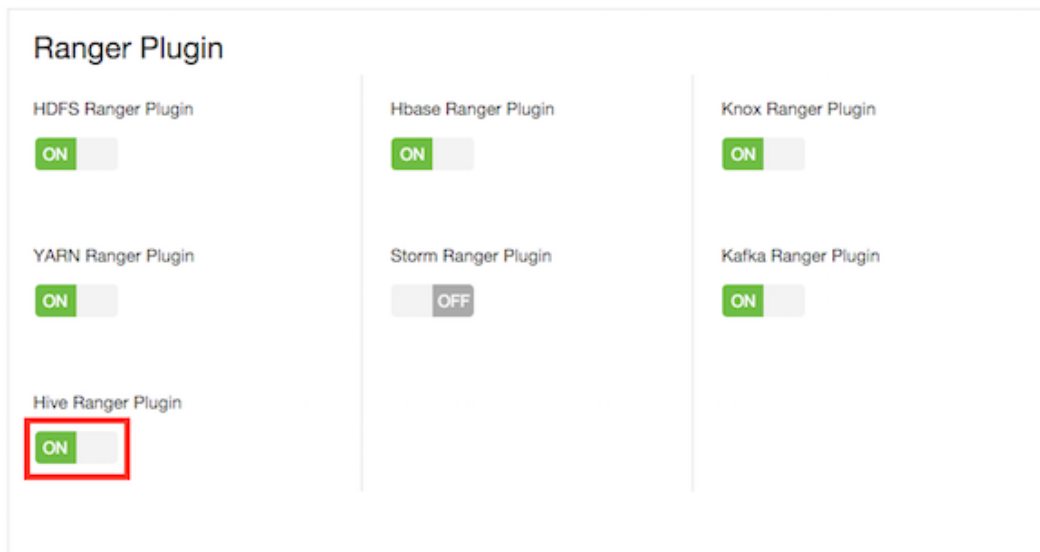 Ranger Plugin
HDFS Ranger Plugin
ON
Hbase Ranger Plugin
ON
Knox Ranger Plugin
ON
YARN Ranger Plugin
ON
Storm Ranger Plugin
OFF
Kafka Ranger Plugin
ON
Hive Ranger Plugin
ON